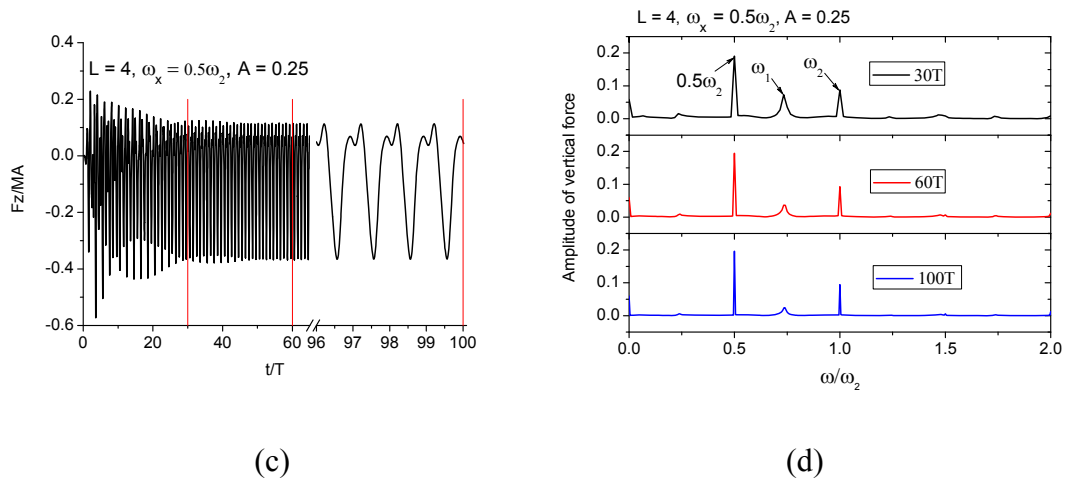 L = 4, ωₓ = 0.5ω₂, A = 0.25
Fz/MA
0.4
0.2
0.0
-0.2
-0.4
-0.6
0 20 40 60 96 97 98 99 100
t/T
(c)
L = 4, ωₓ = 0.5ω₂, A = 0.25
Amplitude of vertical force
0.2
0.1
0.0
0.5ω₂
ω₁
ω₂
30T
0.2
0.1
0.0
60T
0.2
0.1
0.0
100T
0.0 0.5 1.0 1.5 2.0
ω/ω₂
(d)